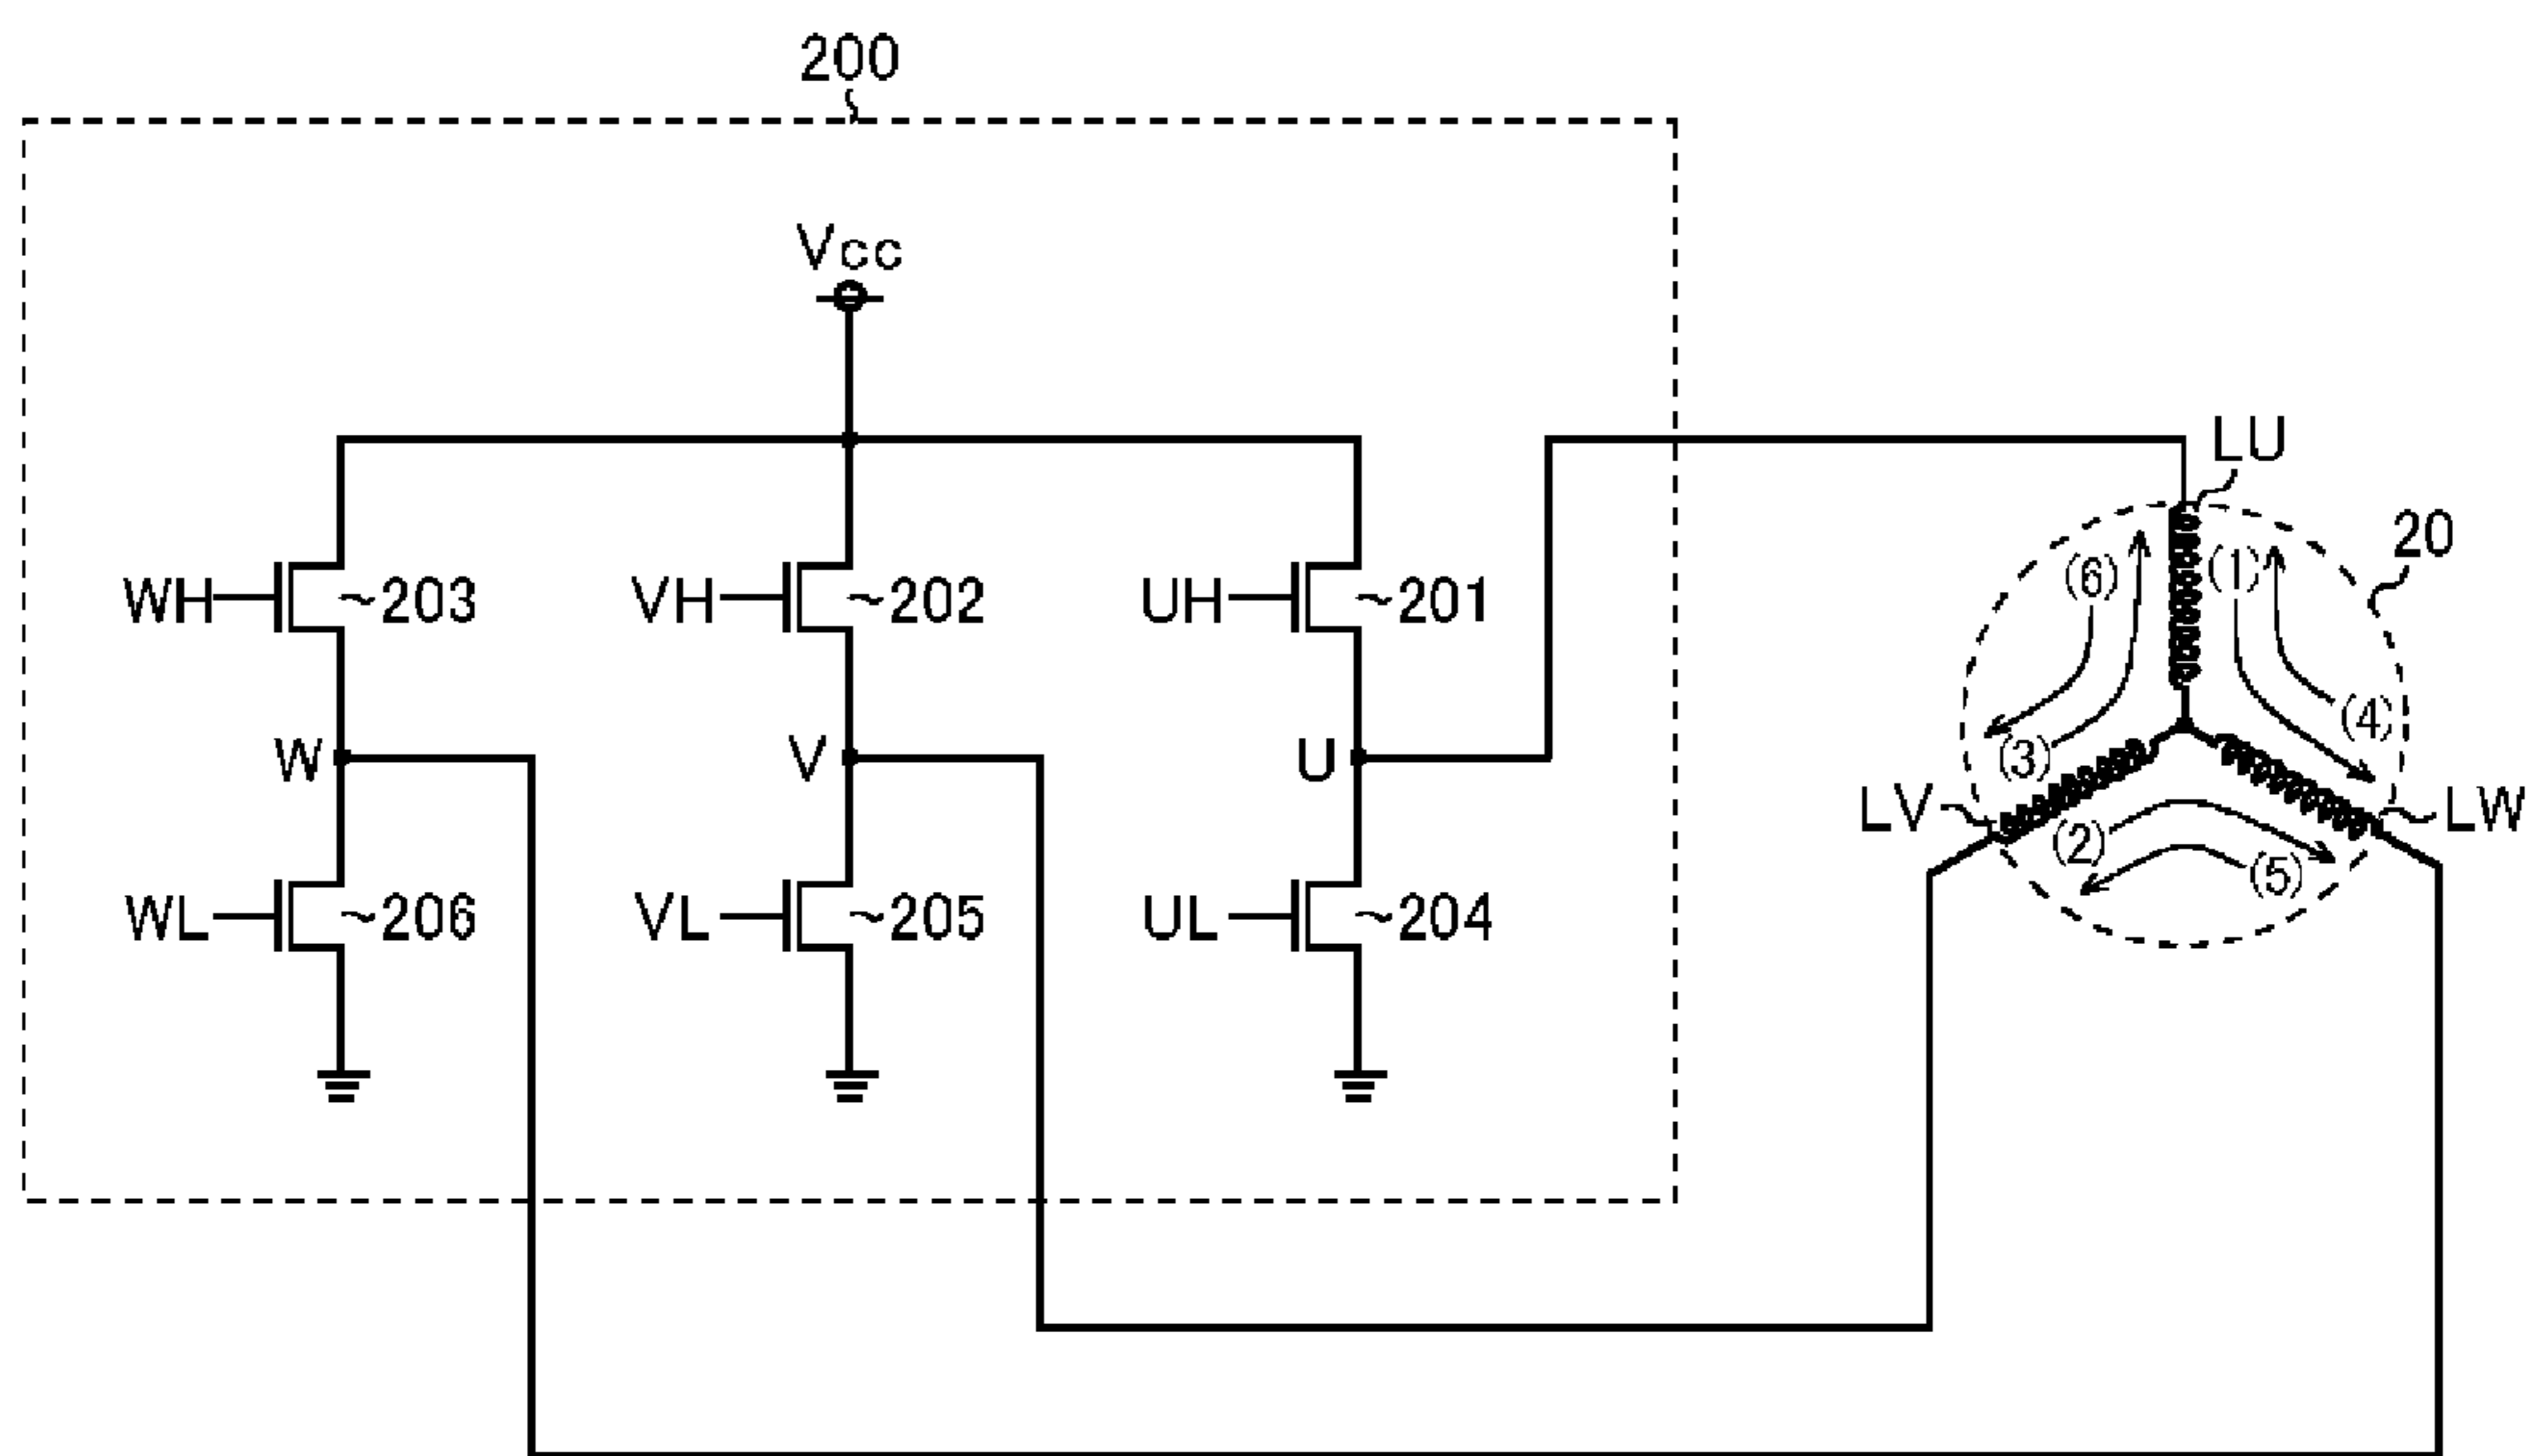 200
Vcc
LU
20
WH ~203
VH ~202
UH ~201
(6)
(1)
(4)
(3)
W
V
U
LV
(2)
(5)
LW
WL ~206
VL ~205
UL ~204